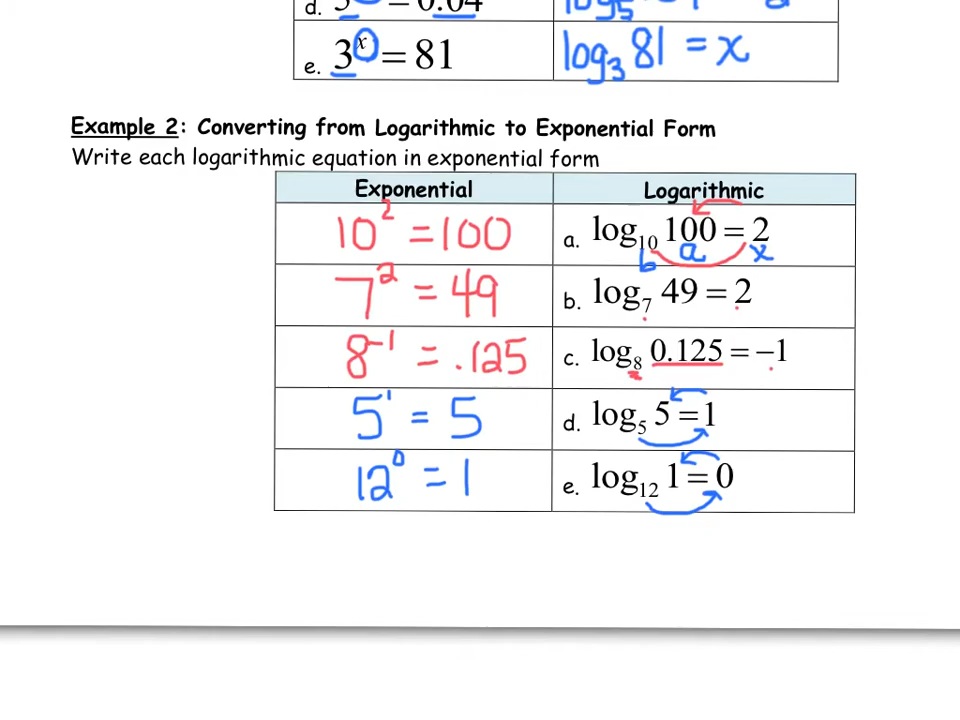 d.
e. 3^x = 81 log₃ 81 = x
Example 2: Converting from Logarithmic to Exponential Form
Write each logarithmic equation in exponential form
Exponential Logarithmic
10² = 100 a. log₁₀ 100 = 2
b a x
7² = 49 b. log₇ 49 = 2
8⁻¹ = .125 c. log₈ 0.125 = −1
5¹ = 5 d. log₅ 5 = 1
12⁰ = 1 e. log₁₂ 1 = 0